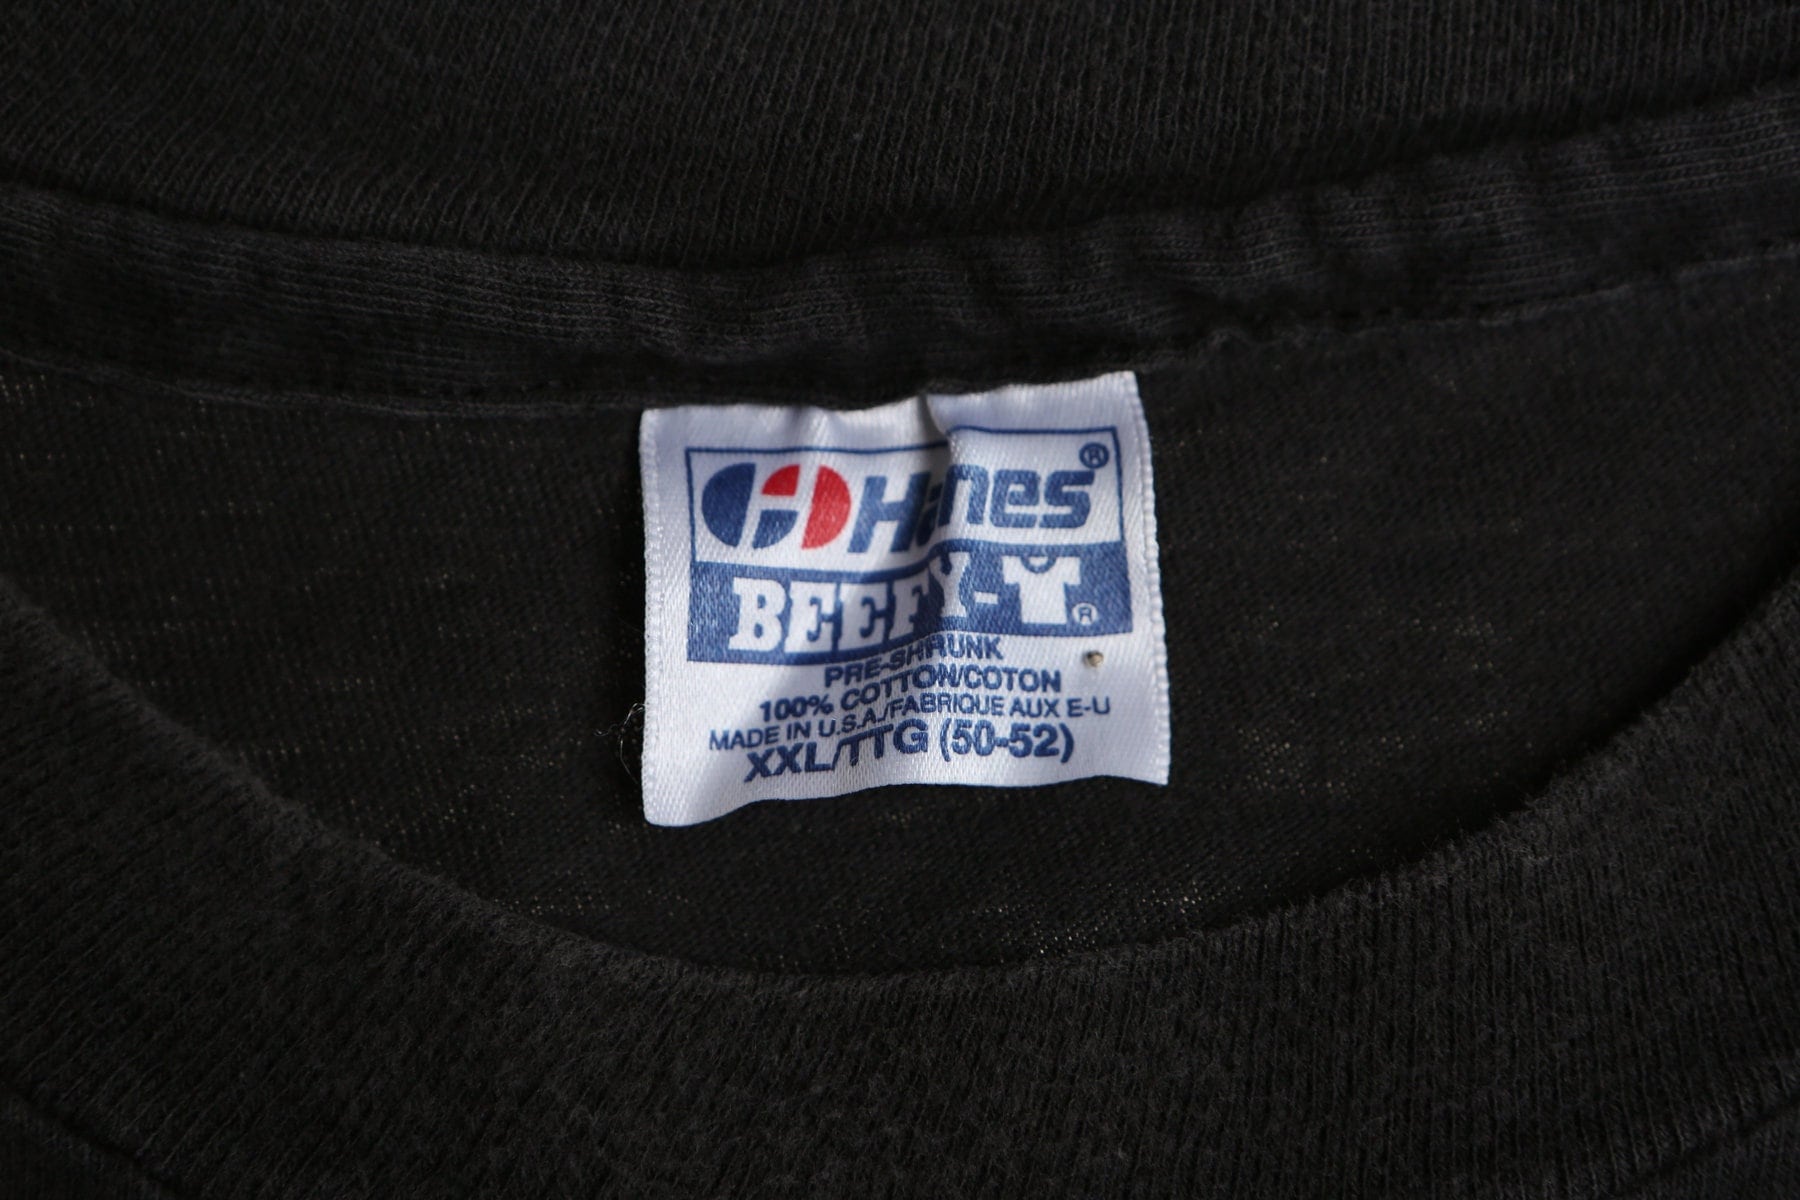 Hanes®
BEEFY-T®
PRE-SHRUNK
100% COTTON/COTON
MADE IN U.S.A./FABRIQUE AUX E-U
XXL/TTG (50-52)